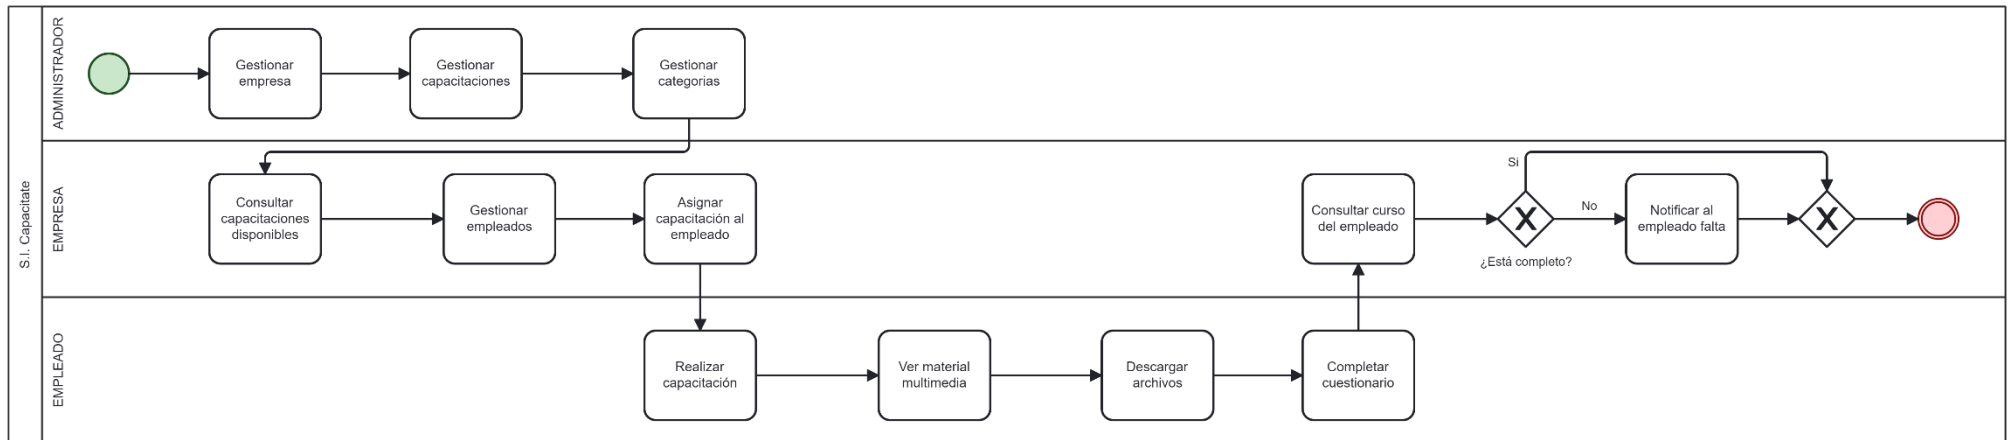 S.I. Capacitate
ADMINISTRADOR
Gestionar
empresa
Gestionar
capacitaciones
Gestionar
categorias
EMPRESA
Consultar
capacitaciones
disponibles
Gestionar
empleados
Asignar
capacitación al
empleado
Consultar curso
del empleado
Si
¿Está completo?
No
Notificar al
empleado falta
EMPLEADO
Realizar
capacitación
Ver material
multimedia
Descargar
archivos
Completar
cuestionario